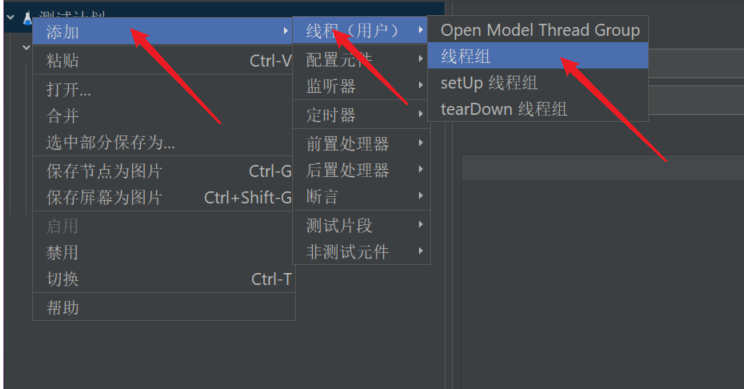 测试计划
添加
粘贴 Ctrl-V
打开...
合并
选中部分保存为...
保存节点为图片 Ctrl-G
保存屏幕为图片 Ctrl+Shift-G
启用
禁用
切换 Ctrl-T
帮助
线程（用户）
配置元件
监听器
定时器
前置处理器
后置处理器
断言
测试片段
非测试元件
Open Model Thread Group
线程组
setUp 线程组
tearDown 线程组